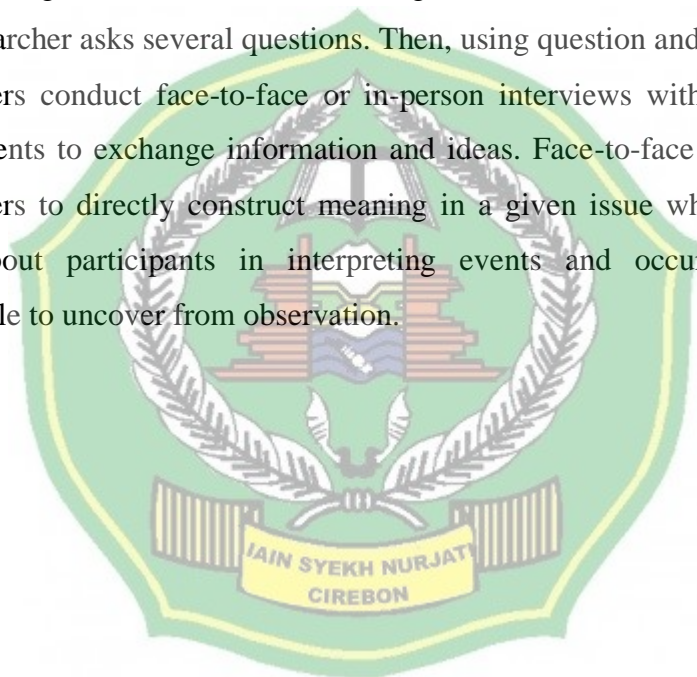 archer asks several questions. Then, using question and
ers conduct face-to-face or in-person interviews with
ents to exchange information and ideas. Face-to-face
ers to directly construct meaning in a given issue wh
out participants in interpreting events and occu
le to uncover from observation.
IAIN SYEKH NURJATI
CIREBON